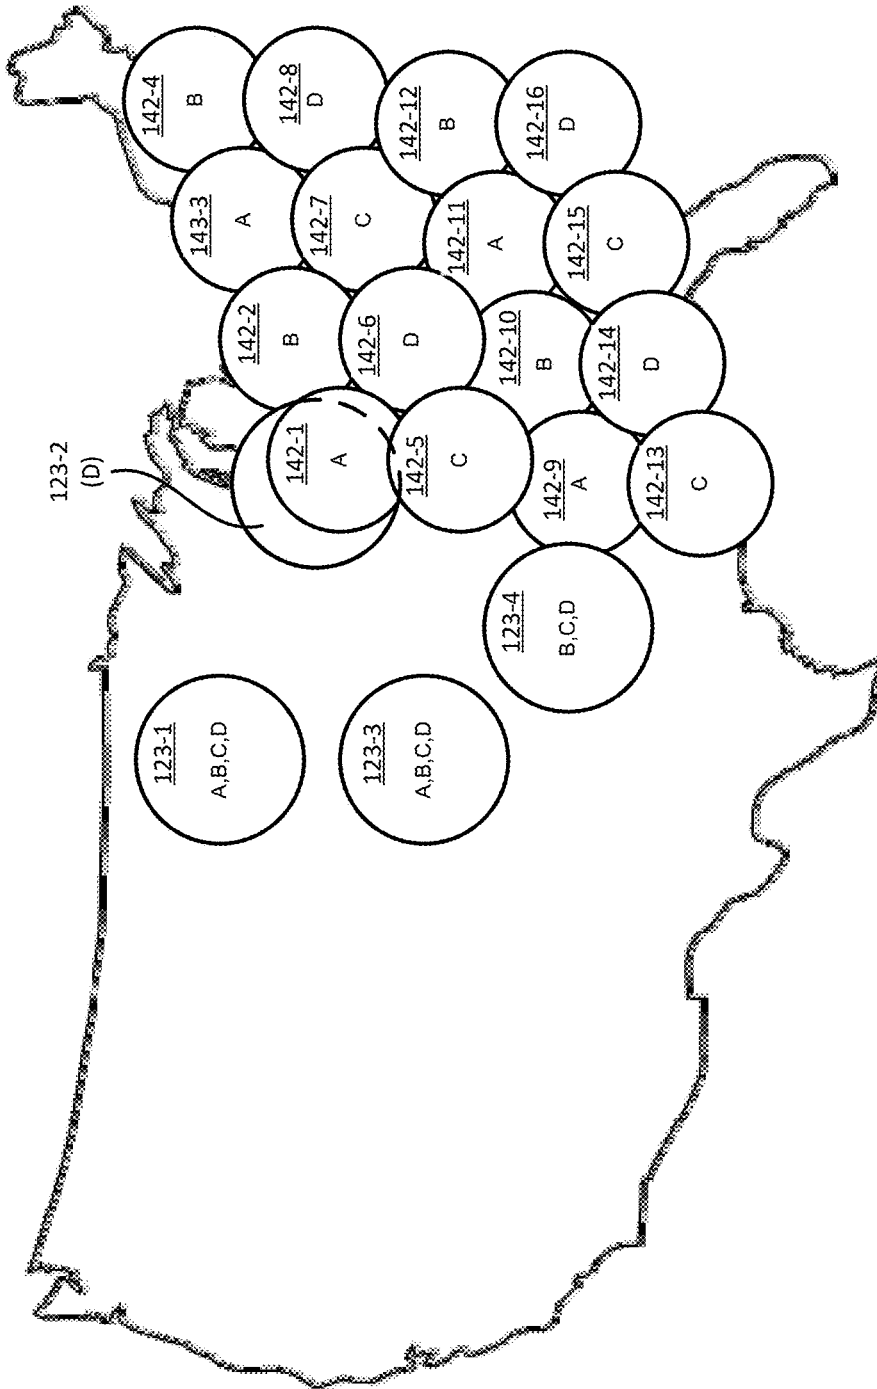 123-2
(D)
123-1
A,B,C,D
123-3
A,B,C,D
123-4
B,C,D
142-1
A
142-2
B
143-3
A
142-4
B
142-5
C
142-6
D
142-7
C
142-8
D
142-9
A
142-10
B
142-11
A
142-12
B
142-13
C
142-14
D
142-15
C
142-16
D